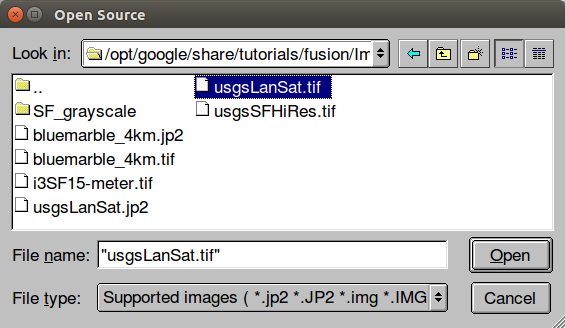 Open Source
Look in: /opt/google/share/tutorials/fusion/Im
..
SF_grayscale
bluemarble_4km.jp2
bluemarble_4km.tif
i3SF15-meter.tif
usgsLanSat.jp2
usgsLanSat.tif
usgsSFHiRes.tif
File name: "usgsLanSat.tif" Open
File type: Supported images ( *.jp2 *.JP2 *.img *.IMG Cancel